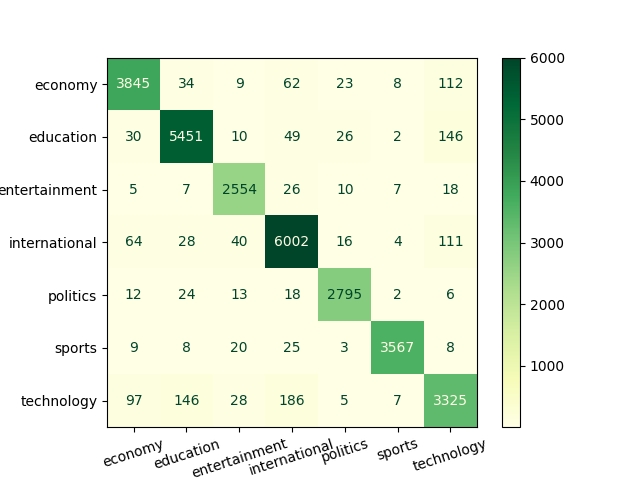 economy 3845 34 9 62 23 8 112
education 30 5451 10 49 26 2 146
entertainment 5 7 2554 26 10 7 18
international 64 28 40 6002 16 4 111
politics 12 24 13 18 2795 2 6
sports 9 8 20 25 3 3567 8
technology 97 146 28 186 5 7 3325
economy education entertainment international politics sports technology
6000
5000
4000
3000
2000
1000